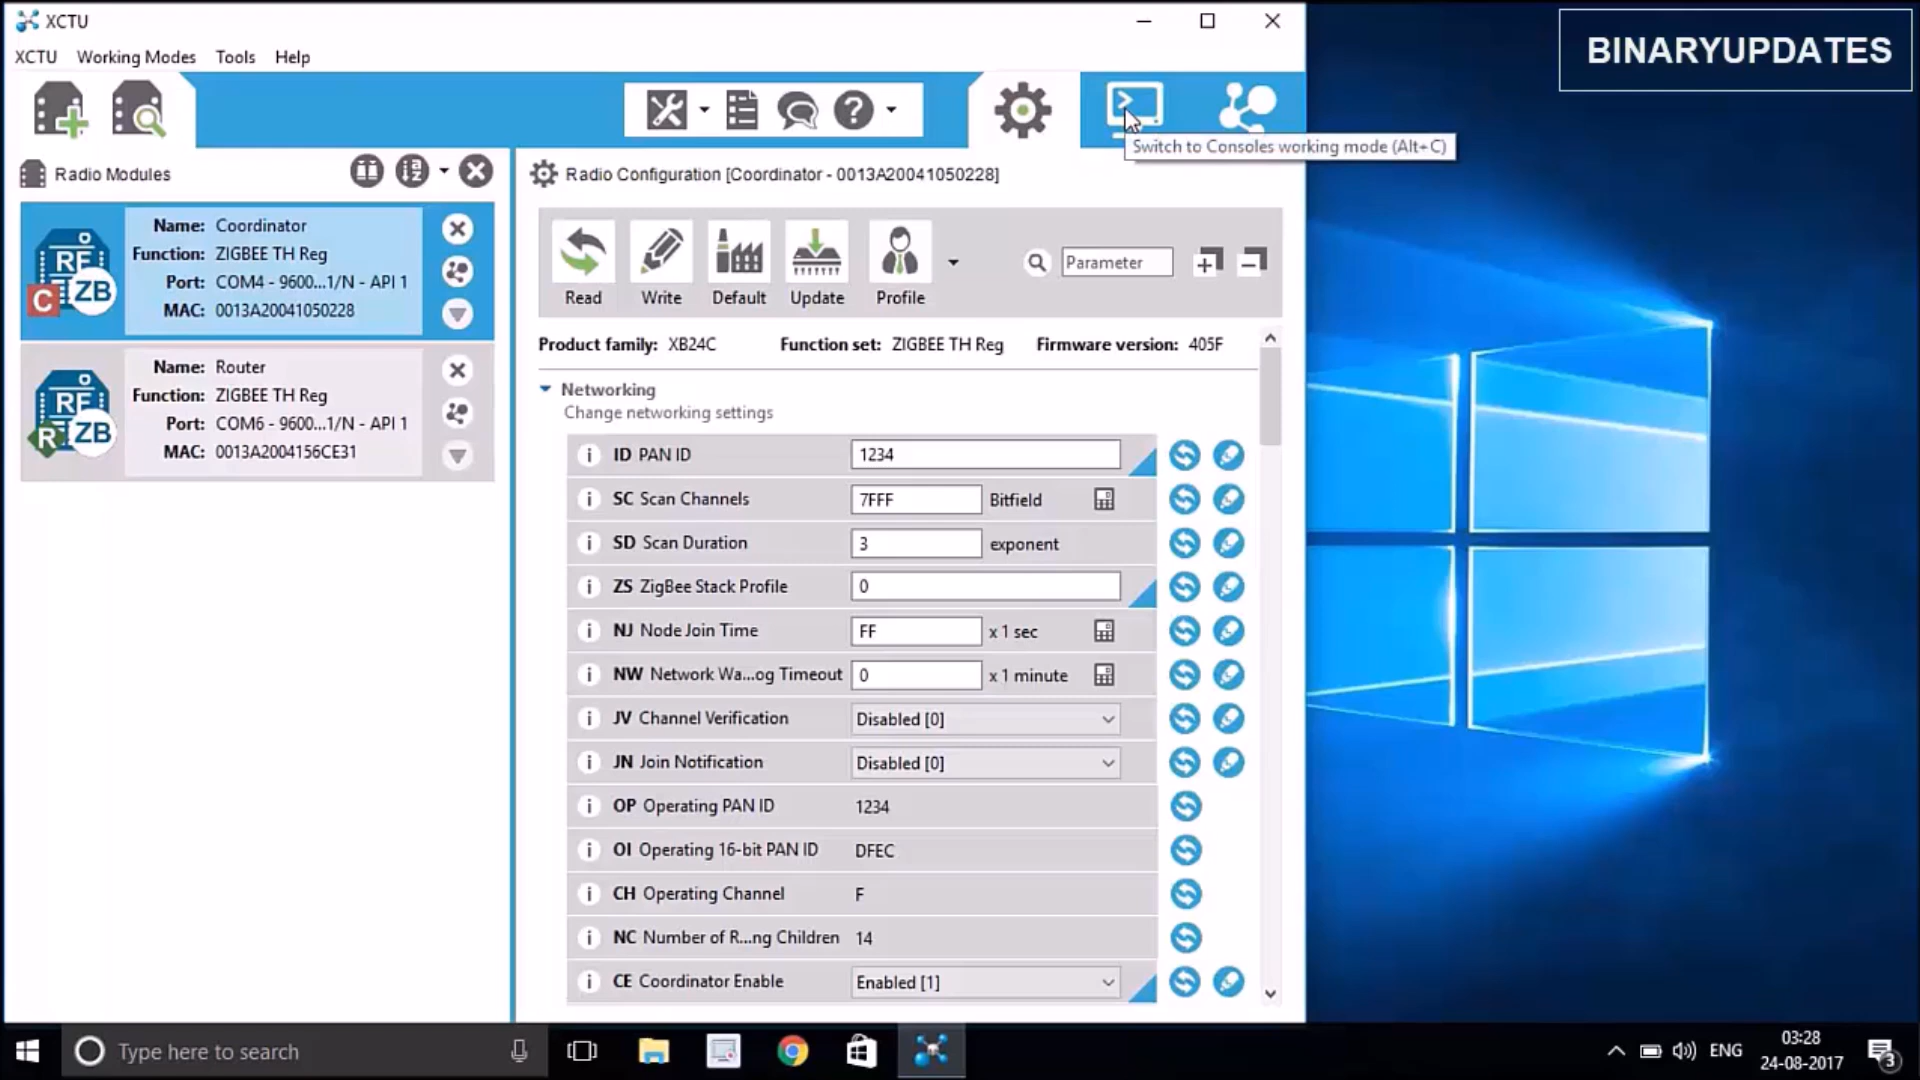 XCTU
BINARYUPDATES
XCTU Working Modes Tools Help
Switch to Consoles working mode (Alt+C)
Radio Modules
Name: Coordinator
Function: ZIGBEE TH Reg
Port: COM4 - 9600...1/N - API 1
MAC: 0013A20041050228
RF
C
ZB
Name: Router
Function: ZIGBEE TH Reg
Port: COM6 - 9600...1/N - API 1
MAC: 0013A2004156CE31
RF
R
ZB
Radio Configuration [Coordinator - 0013A20041050228]
Read Write Default Update Profile
Parameter
Product family: XB24C Function set: ZIGBEE TH Reg Firmware version: 405F
Networking
Change networking settings
i ID PAN ID 1234
i SC Scan Channels 7FFF Bitfield
i SD Scan Duration 3 exponent
i ZS ZigBee Stack Profile 0
i NJ Node Join Time FF x 1 sec
i NW Network Wa...og Timeout 0 x 1 minute
i JV Channel Verification Disabled [0]
i JN Join Notification Disabled [0]
i OP Operating PAN ID 1234
i OI Operating 16-bit PAN ID DFEC
i CH Operating Channel F
i NC Number of R...ng Children 14
i CE Coordinator Enable Enabled [1]
Type here to search
ENG
03:28
24-08-2017
3